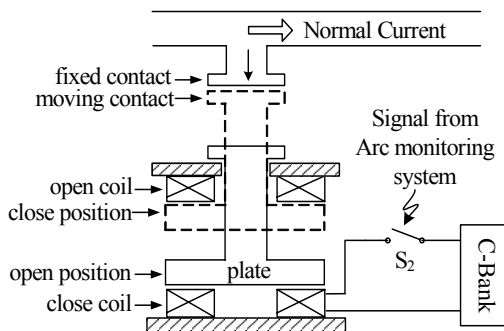 Normal Current
fixed contact
moving contact
Signal from
Arc monitoring
system
open coil
close position
S2
C-Bank
open position
plate
close coil